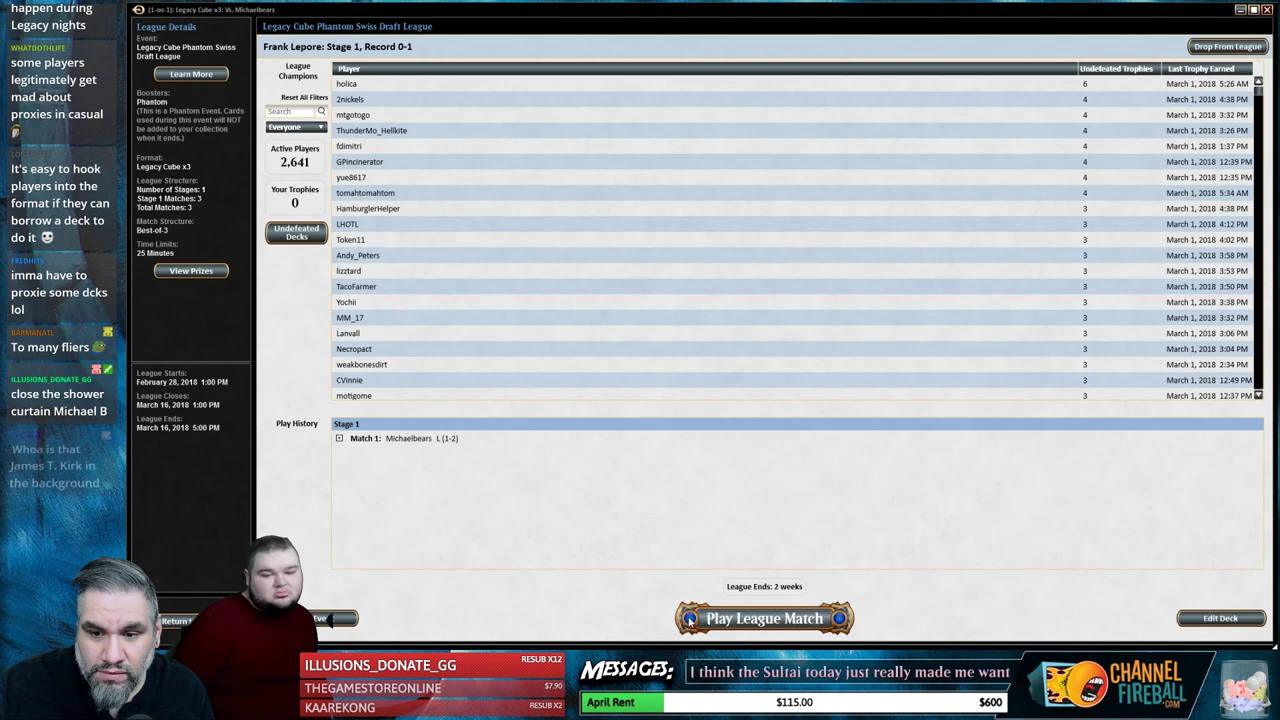 happen during
Legacy nights
WHATDOTHLIFE
some players
legitimately get
mad about
proxies in casual
It's easy to hook
players into the
format if they can
borrow a deck to
do it
FREDHITS
imma have to
proxie some dcks
lol
BARMANATL
To many fliers
ILLUSIONS_DONATE_GG
close the shower
curtain Michael B
Whoa is that
James T. Kirk in
the background
(1-on-1): Legacy Cube x3: Vs. Michaelbears
League Details
Event:
Legacy Cube Phantom Swiss
Draft League
Learn More
Boosters:
Phantom
(This is a Phantom Event. Cards
used during this event will NOT
be added to your collection
when it ends.)
Format:
Legacy Cube x3
League Structure:
Number of Stages: 1
Stage 1 Matches: 3
Total Matches: 3
Match Structure:
Best-of-3
Time Limits:
25 Minutes
View Prizes
League Starts:
February 28, 2018 1:00 PM
League Closes:
March 16, 2018 1:00 PM
League Ends:
March 16, 2018 5:00 PM
Legacy Cube Phantom Swiss Draft League
Frank Lepore: Stage 1, Record 0-1
Drop From League
League
Champions
Reset All Filters
Search
Everyone
Active Players
2,641
Your Trophies
0
Undefeated
Decks
Player Undefeated Trophies Last Trophy Earned
holica 6 March 1, 2018 5:26 AM
2nickels 4 March 1, 2018 4:38 PM
mtgotogo 4 March 1, 2018 3:32 PM
ThunderMo_Hellkite 4 March 1, 2018 3:26 PM
fdimitri 4 March 1, 2018 1:37 PM
GPincinerator 4 March 1, 2018 12:39 PM
yue8617 4 March 1, 2018 12:35 PM
tomahtomahtom 4 March 1, 2018 5:34 AM
HamburglerHelper 3 March 1, 2018 4:38 PM
LHOTL 3 March 1, 2018 4:12 PM
Token11 3 March 1, 2018 4:02 PM
Andy_Peters 3 March 1, 2018 3:58 PM
lizztard 3 March 1, 2018 3:53 PM
TacoFarmer 3 March 1, 2018 3:50 PM
Yochii 3 March 1, 2018 3:38 PM
MM_17 3 March 1, 2018 3:32 PM
Lanvall 3 March 1, 2018 3:06 PM
Necropact 3 March 1, 2018 3:04 PM
weakbonesdirt 3 March 1, 2018 2:34 PM
CVinnie 3 March 1, 2018 12:49 PM
motigome 3 March 1, 2018 12:37 PM
Play History
Stage 1
Match 1: Michaelbears L (1-2)
League Ends: 2 weeks
Play League Match
Edit Deck
Return t
ILLUSIONS_DONATE_GG RESUB X12
THEGAMESTOREONLINE $7.90
KAAREKONG RESUB X2
MESSAGES: I think the Sultai today just really made me want
April Rent $115.00 $600
CHANNEL
FIREBALL
.COM